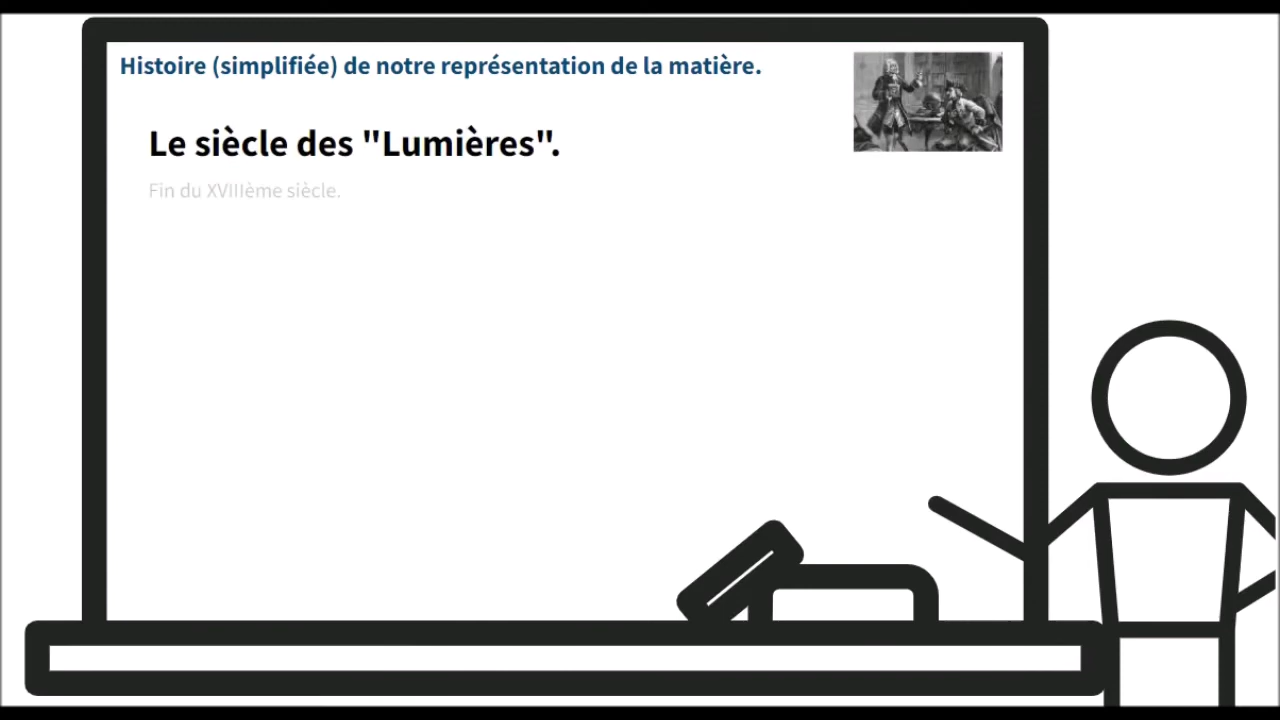 Histoire (simplifiée) de notre représentation de la matière.
Le siècle des "Lumières".
Fin du XVIIIème siècle.